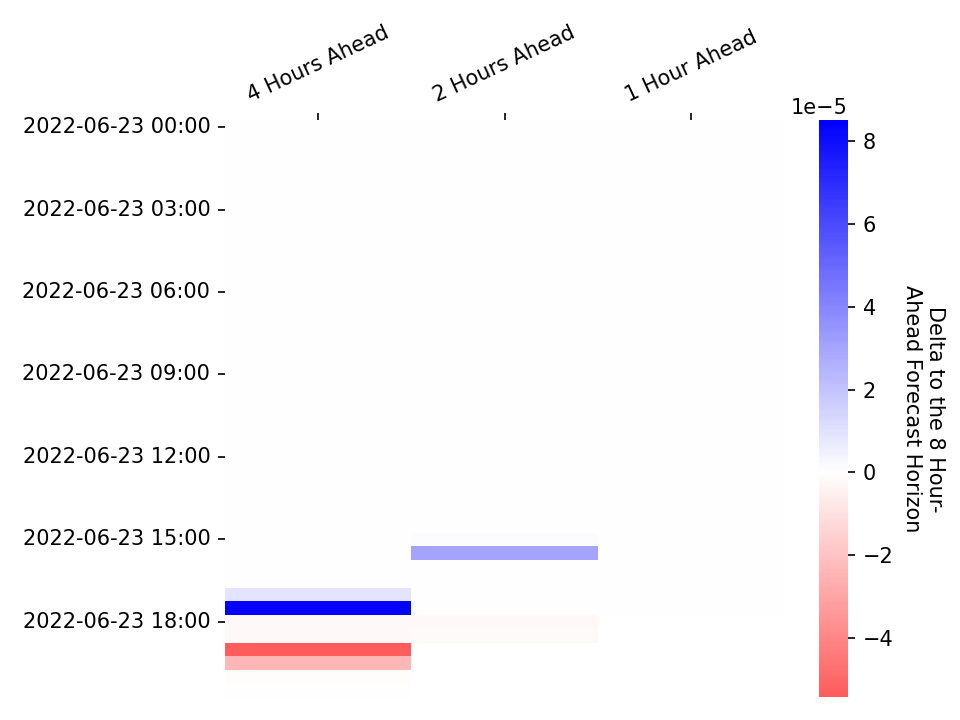 4 Hours Ahead
2 Hours Ahead
1 Hour Ahead
1e−5
2022-06-23 00:00
2022-06-23 03:00
2022-06-23 06:00
2022-06-23 09:00
2022-06-23 12:00
2022-06-23 15:00
2022-06-23 18:00
8
6
4
2
0
−2
−4
Delta to the 8 Hour-
Ahead Forecast Horizon